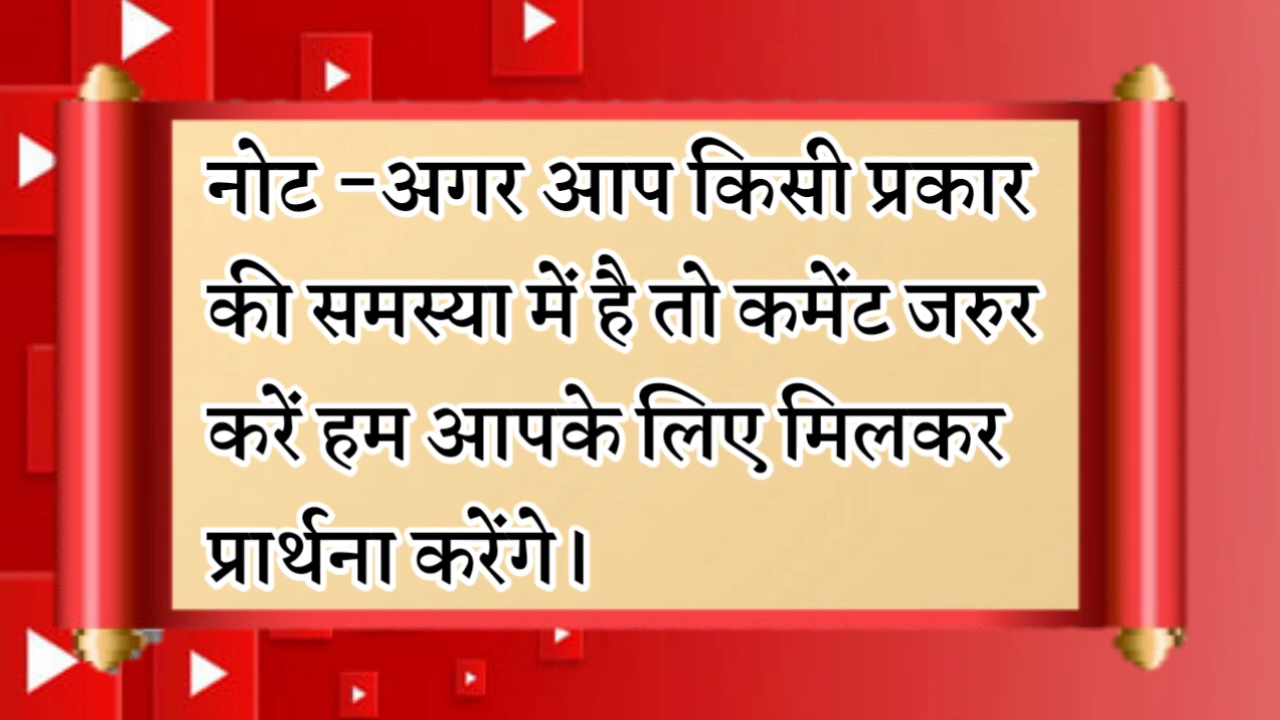 नोट -अगर आप किसी प्रकार
की समस्या में है तो कमेंट जरुर
करें हम आपके लिए मिलकर
प्रार्थना करेंगे।